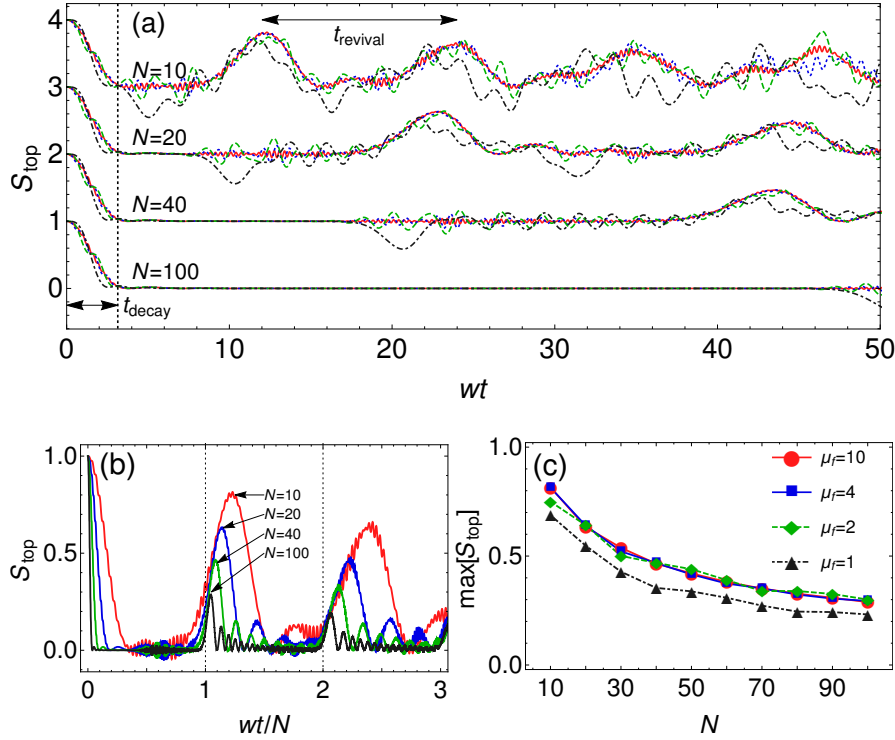 (a)
t_revival
N=10
N=20
N=40
N=100
t_decay
S_top
4
3
2
1
0
0 10 20 30 40 50
wt
(b)
N=10
N=20
N=40
N=100
S_top
1.0
0.5
0.0
0 1 2 3
wt/N
(c)
μ_f=10
μ_f=4
μ_f=2
μ_f=1
max[S_top]
1.0
0.5
0.0
10 30 50 70 90
N